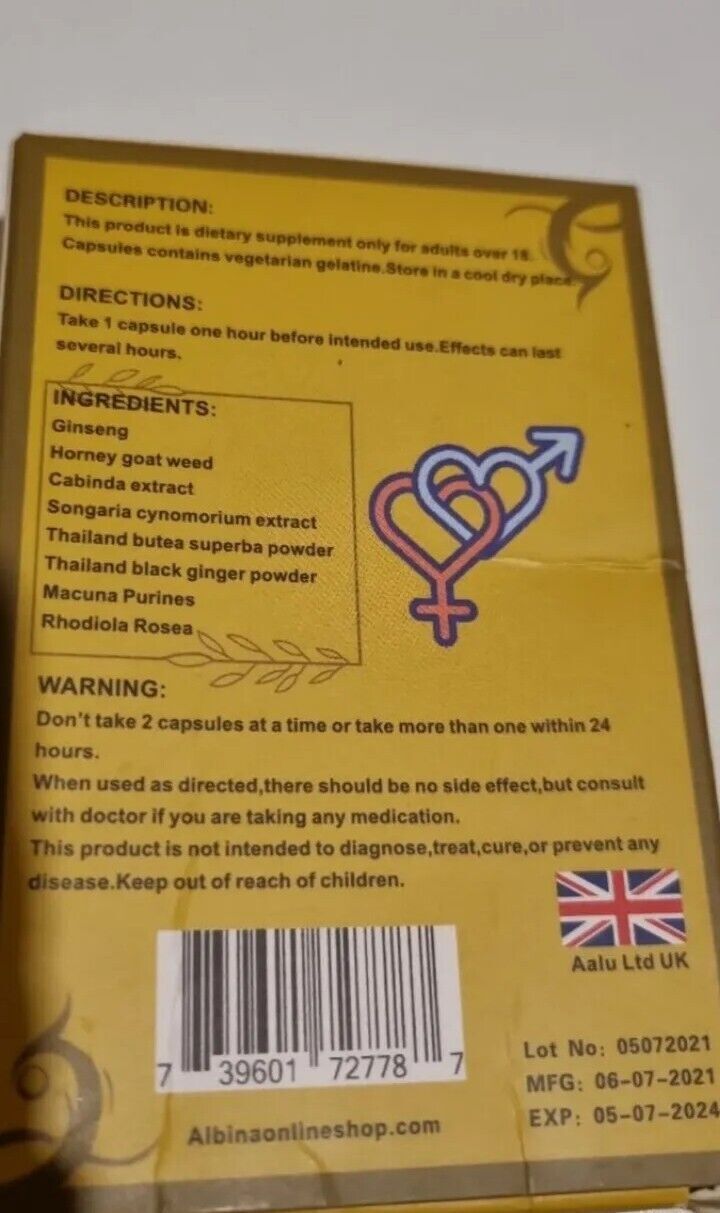 DESCRIPTION:
This product is dietary supplement only for adults over 18.
Capsules contains vegetarian gelatine.Store in a cool dry place.
DIRECTIONS:
Take 1 capsule one hour before intended use.Effects can last
several hours.
INGREDIENTS:
Ginseng
Horney goat weed
Cabinda extract
Songaria cynomorium extract
Thailand butea superba powder
Thailand black ginger powder
Macuna Purines
Rhodiola Rosea
WARNING:
Don't take 2 capsules at a time or take more than one within 24
hours.
When used as directed,there should be no side effect,but consult
with doctor if you are taking any medication.
This product is not intended to diagnose,treat,cure,or prevent any
disease.Keep out of reach of children.
Aalu Ltd UK
7 39601 72778 7
Lot No: 05072021
MFG: 06-07-2021
EXP: 05-07-2024
Albinaonlineshop.com